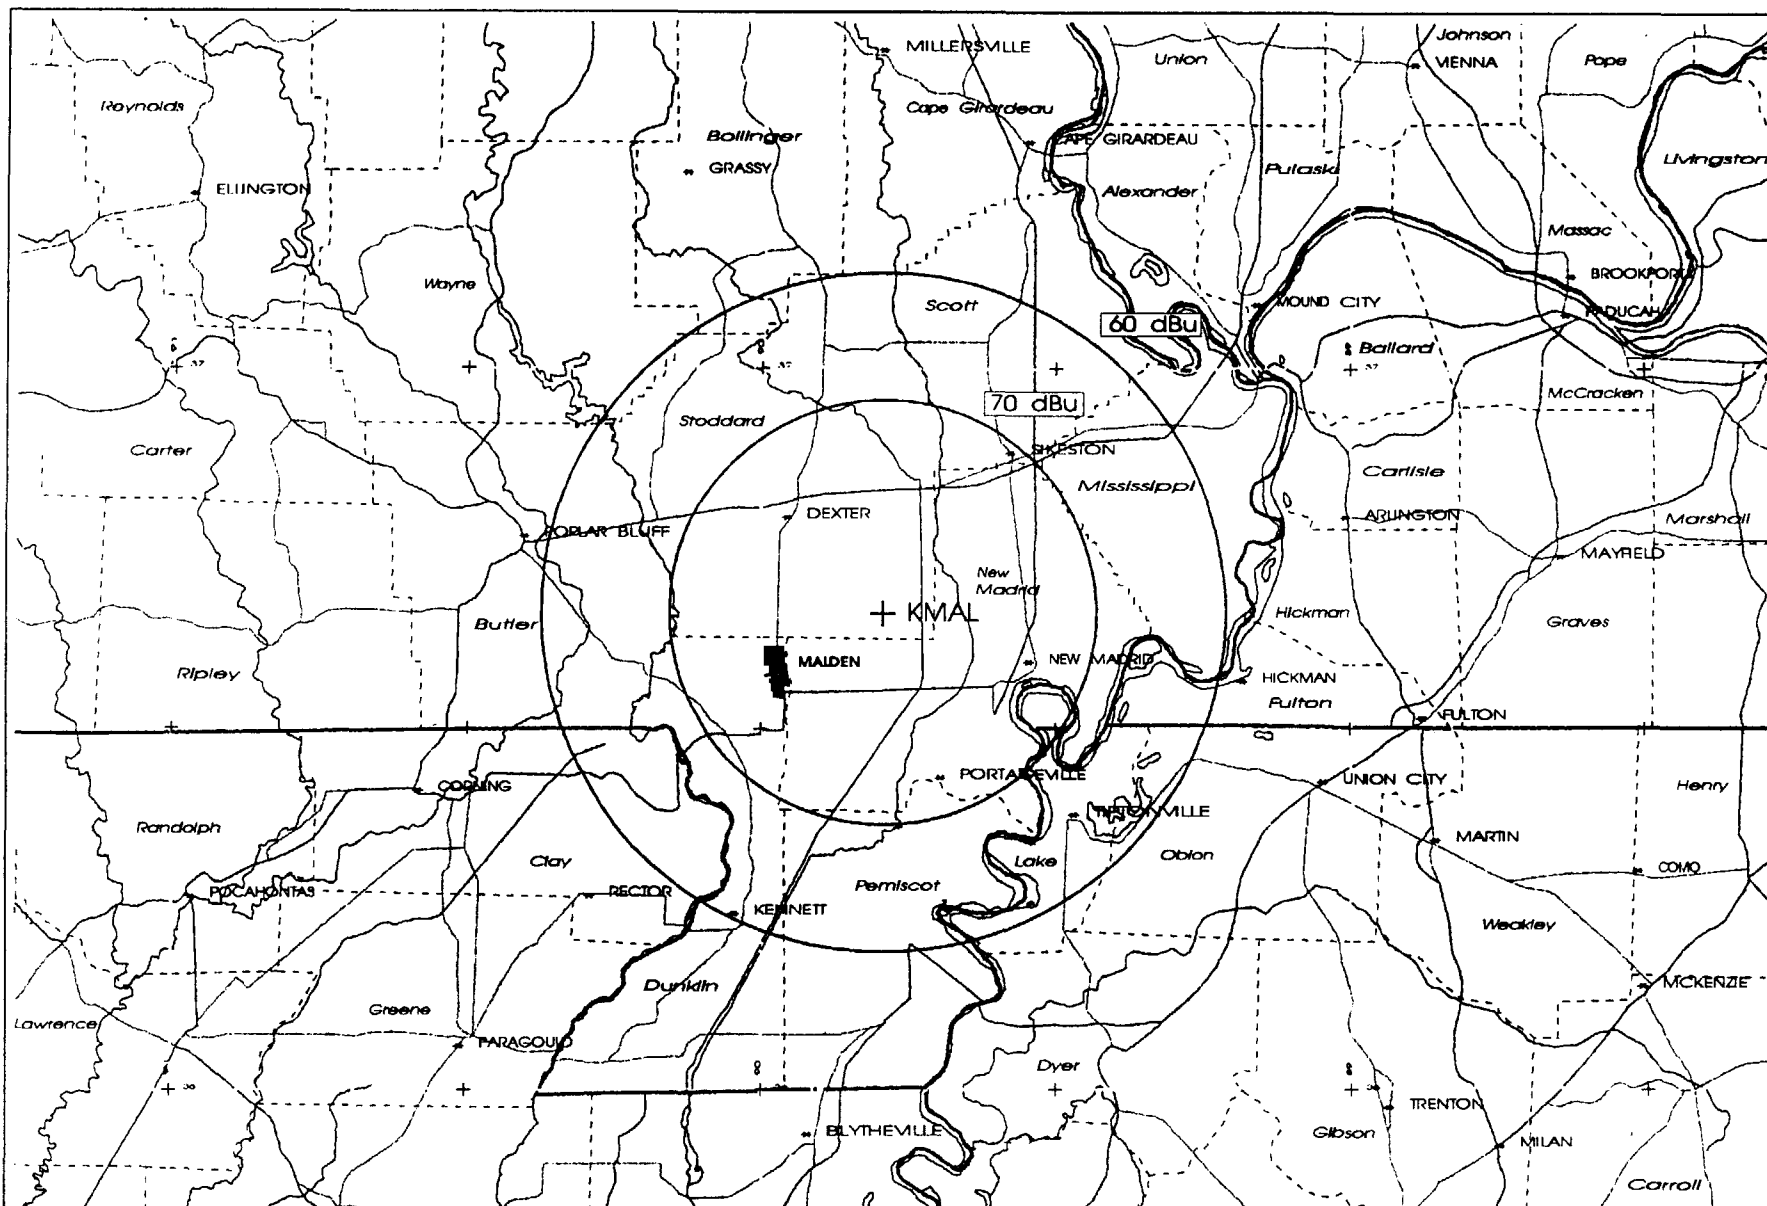 MILLERSVILLE
Union
Johnson
VIENNA
Pope
Reynolds
Cape Girardeau
Bollinger
CAPE GIRARDEAU
GRASSY
Pulaski
Livingston
ELLINGTON
Alexander
Massac
BROOKPORT
Wayne
Scott
MOUND CITY
60 dBu
PADUCAH
Ballard
37
37
37
70 dBu
McCracken
Stoddard
Carter
SIKESTON
Carlisle
Mississippi
DEXTER
ARLINGTON
Marshall
POPLAR BLUFF
MAYFIELD
New
Madrid
KMAL
Hickman
Butler
Graves
MALDEN
NEW MADRID
Ripley
HICKMAN
Fulton
FULTON
PORTAGEVILLE
UNION CITY
CORNING
Henry
TIPTONVILLE
Randolph
MARTIN
Clay
Lake
Obion
COMO
Pemiscot
POCAHONTAS
RECTOR
KENNETT
Weakley
Dunklin
MCKENZIE
Greene
Lawrence
PARAGOULD
Dyer
36
TRENTON
BLYTHEVILLE
Gibson
MILAN
Carroll